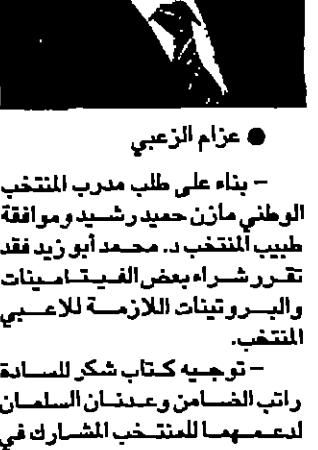 ● عزام الزعبي
– بناء على طلب مدرب المنتخب
الوطني مازن حميد رشيد وموافقة
طبيب المنتخب د. محمد أبو زيد فقد
تقرر شراء بعض الفيتامينات
والبروتينات اللازمة للاعبي
المنتخب.
– توجيه كتاب شكر للسادة
راتب الضامن وعدنان السلمان
لدعمهما للمنتخب المشارك في